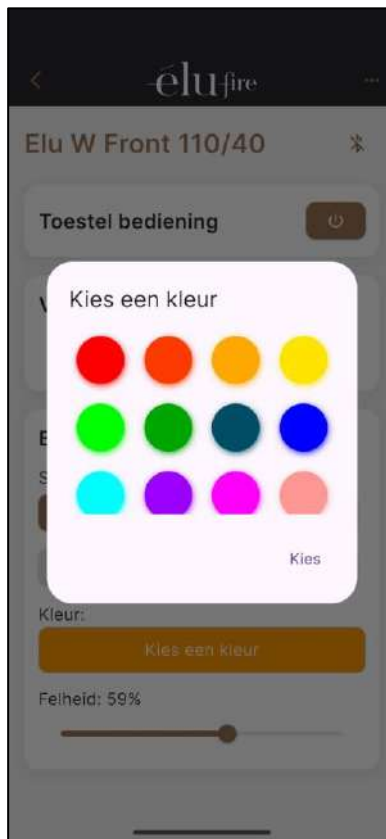 élu fire
Elu W Front 110/40
Toestel bediening
Kies een kleur
Kies
Kleur:
Kies een kleur
Felheid: 59%